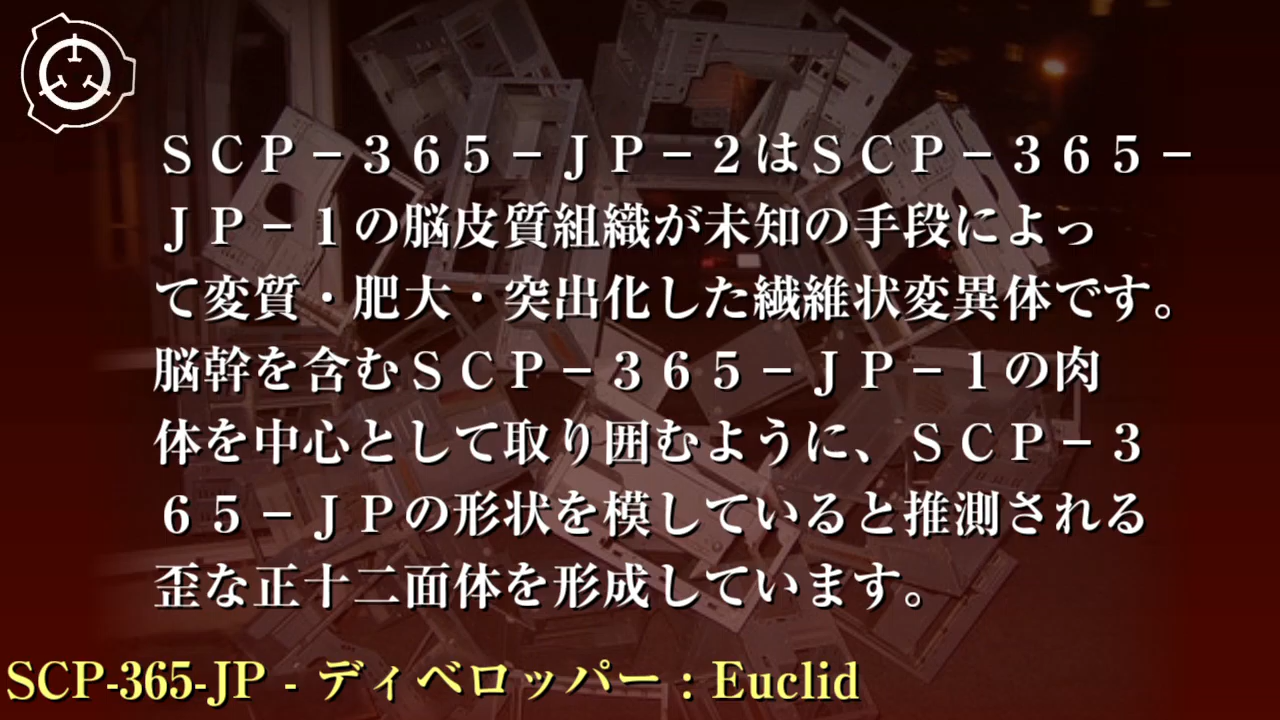 ＳＣＰ－３６５－ＪＰ－２はＳＣＰ－３６５－
ＪＰ－１の脳皮質組織が未知の手段によっ
て変質・肥大・突出化した繊維状変異体です。
脳幹を含むＳＣＰ－３６５－ＪＰ－１の肉
体を中心として取り囲むように、ＳＣＰ－３
６５－ＪＰの形状を模していると推測される
歪な正十二面体を形成しています。
SCP-365-JP - ディベロッパー : Euclid